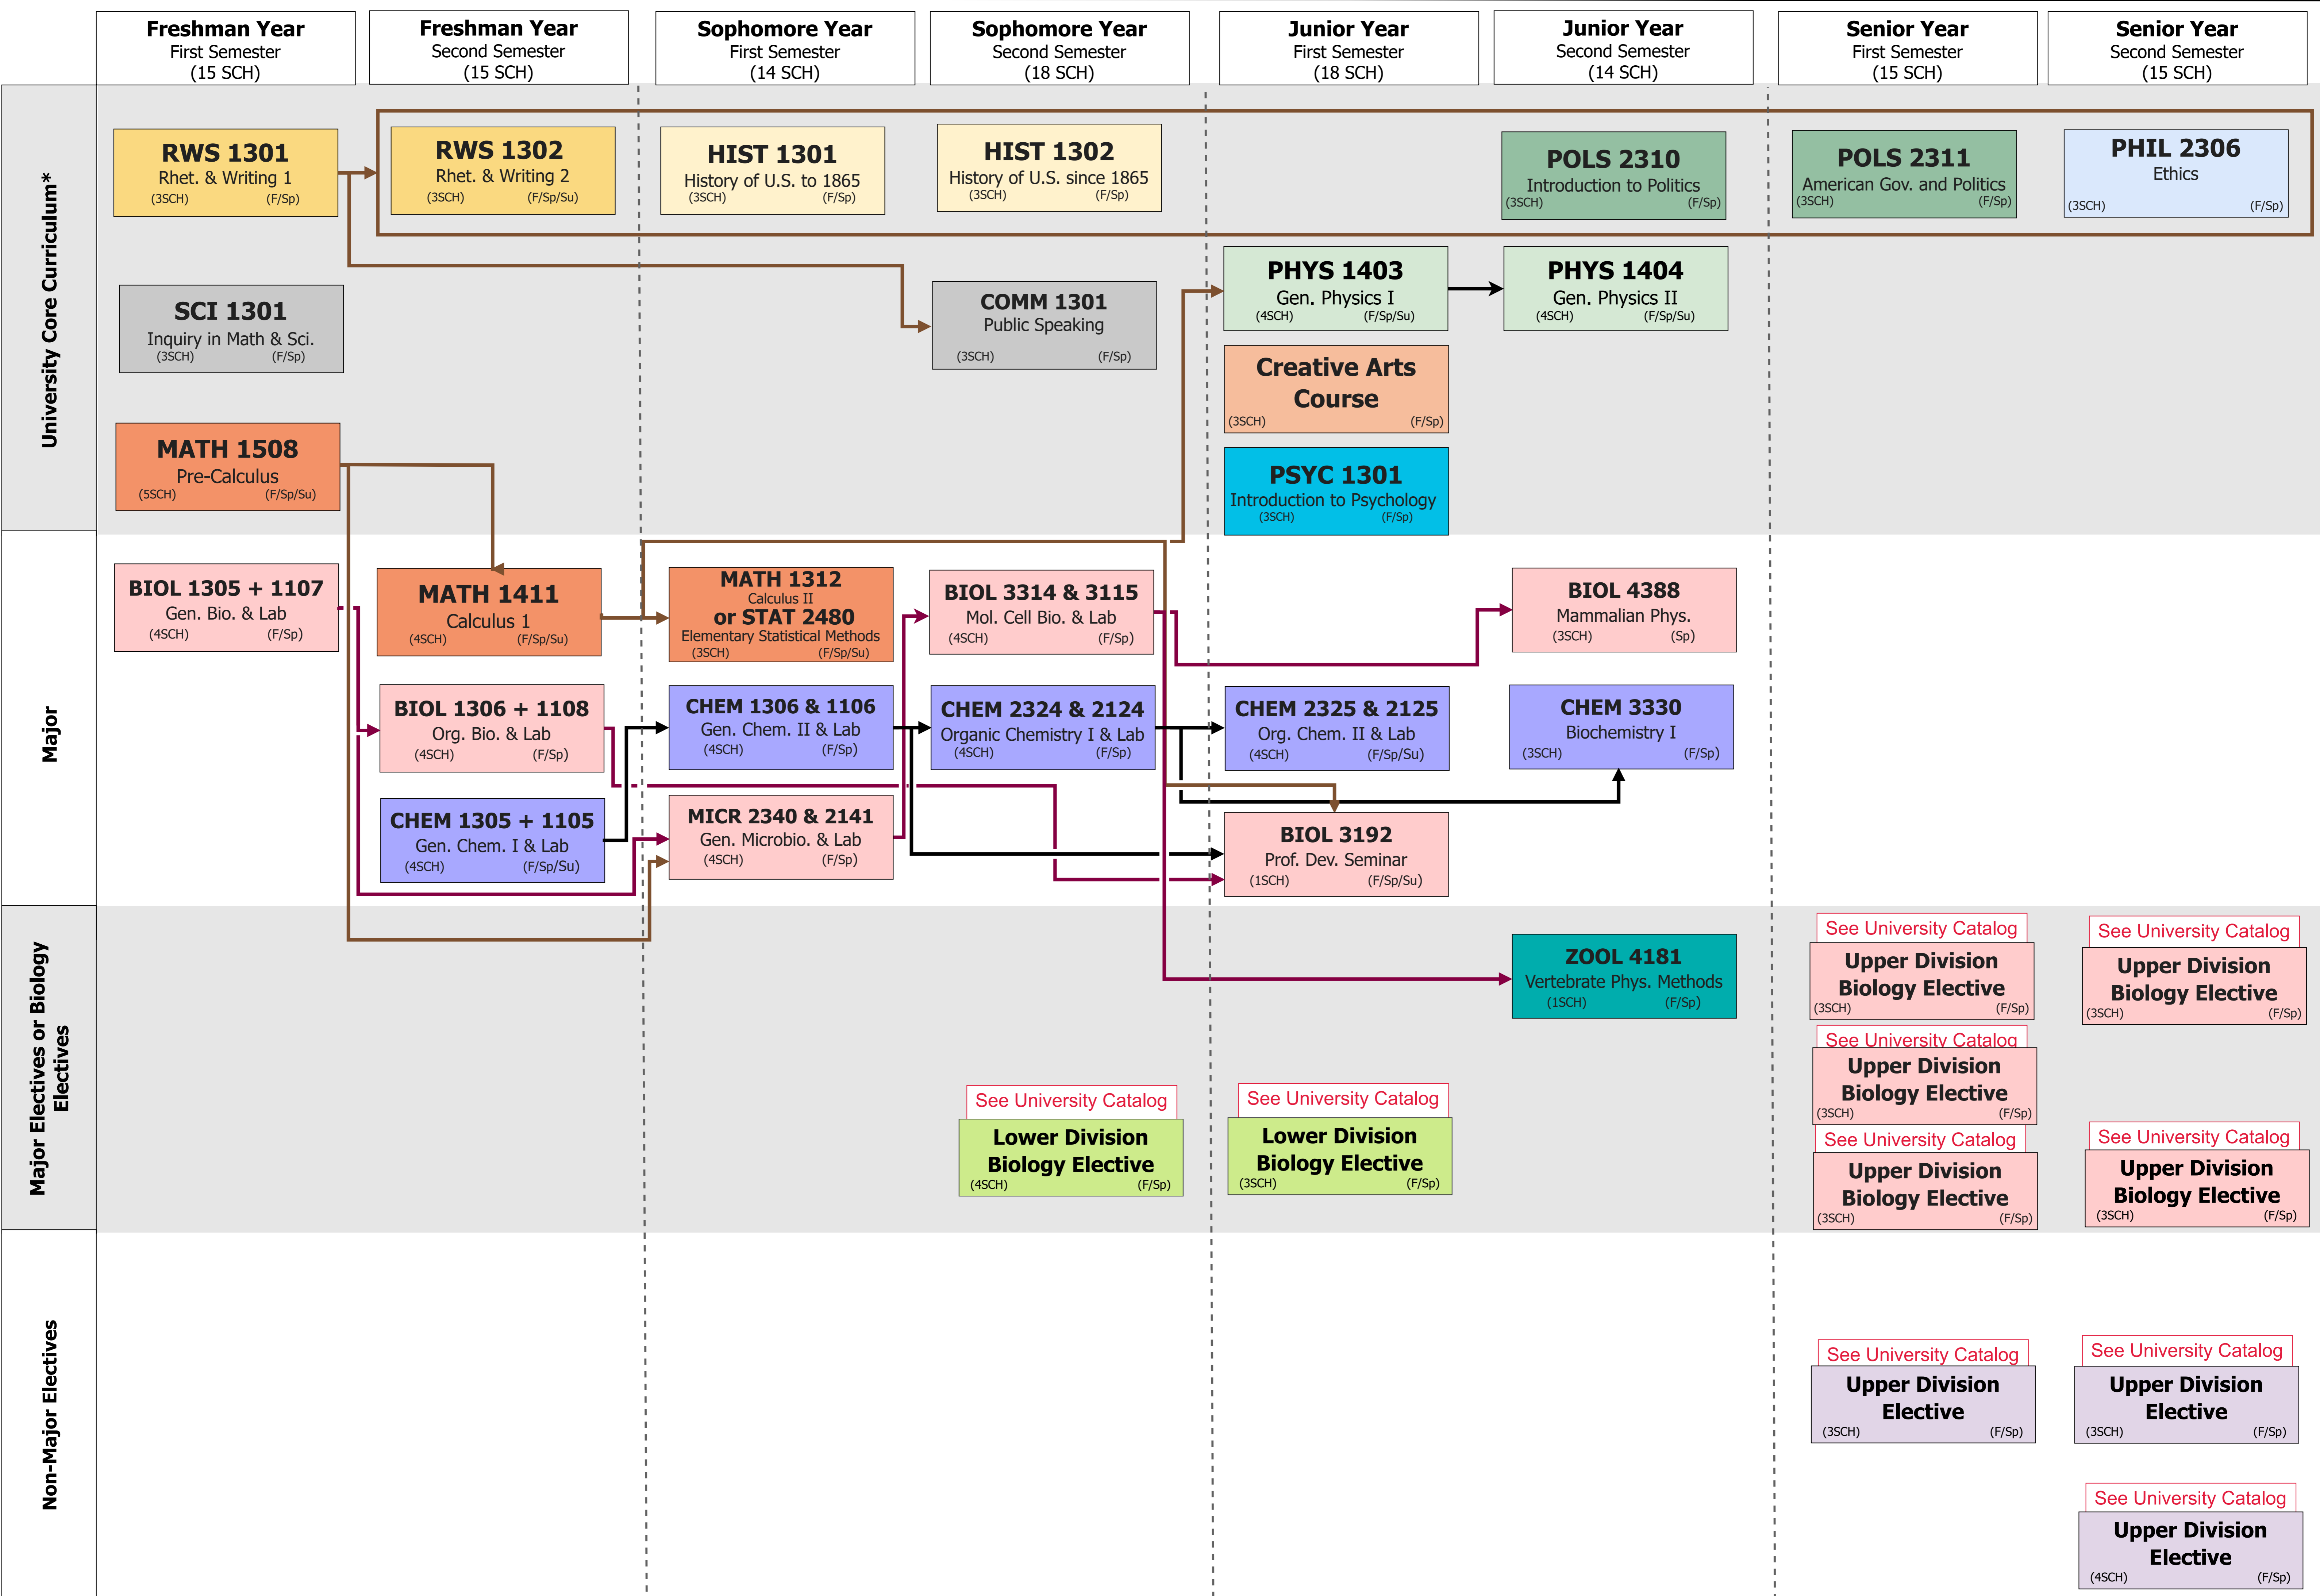 Freshman Year
First Semester
(15 SCH)
Freshman Year
Second Semester
(15 SCH)
Sophomore Year
First Semester
(14 SCH)
Sophomore Year
Second Semester
(18 SCH)
Junior Year
First Semester
(18 SCH)
Junior Year
Second Semester
(14 SCH)
Senior Year
First Semester
(15 SCH)
Senior Year
Second Semester
(15 SCH)
University Core Curriculum*
RWS 1301
Rhet. & Writing 1
(3SCH) (F/Sp)
RWS 1302
Rhet. & Writing 2
(3SCH) (F/Sp/Su)
HIST 1301
History of U.S. to 1865
(3SCH) (F/Sp)
HIST 1302
History of U.S. since 1865
(3SCH) (F/Sp)
POLS 2310
Introduction to Politics
(3SCH) (F/Sp)
POLS 2311
American Gov. and Politics
(3SCH) (F/Sp)
PHIL 2306
Ethics
(3SCH) (F/Sp)
SCI 1301
Inquiry in Math & Sci.
(3SCH) (F/Sp)
COMM 1301
Public Speaking
(3SCH) (F/Sp)
PHYS 1403
Gen. Physics I
(4SCH) (F/Sp/Su)
PHYS 1404
Gen. Physics II
(4SCH) (F/Sp/Su)
Creative Arts
Course
(3SCH) (F/Sp)
MATH 1508
Pre-Calculus
(5SCH) (F/Sp/Su)
PSYC 1301
Introduction to Psychology
(3SCH) (F/Sp)
Major
BIOL 1305 + 1107
Gen. Bio. & Lab
(4SCH) (F/Sp)
MATH 1411
Calculus 1
(4SCH) (F/Sp/Su)
MATH 1312
Calculus II
or STAT 2480
Elementary Statistical Methods
(3SCH) (F/Sp/Su)
BIOL 3314 & 3115
Mol. Cell Bio. & Lab
(4SCH) (F/Sp)
BIOL 4388
Mammalian Phys.
(3SCH) (Sp)
BIOL 1306 + 1108
Org. Bio. & Lab
(4SCH) (F/Sp)
CHEM 1306 & 1106
Gen. Chem. II & Lab
(4SCH) (F/Sp)
CHEM 2324 & 2124
Organic Chemistry I & Lab
(4SCH) (F/Sp)
CHEM 2325 & 2125
Org. Chem. II & Lab
(4SCH) (F/Sp/Su)
CHEM 3330
Biochemistry I
(3SCH) (F/Sp)
CHEM 1305 + 1105
Gen. Chem. I & Lab
(4SCH) (F/Sp/Su)
MICR 2340 & 2141
Gen. Microbio. & Lab
(4SCH) (F/Sp)
BIOL 3192
Prof. Dev. Seminar
(1SCH) (F/Sp/Su)
Major Electives or Biology
Electives
ZOOL 4181
Vertebrate Phys. Methods
(1SCH) (F/Sp)
See University Catalog
Upper Division
Biology Elective
(3SCH) (F/Sp)
See University Catalog
Upper Division
Biology Elective
(3SCH) (F/Sp)
See University Catalog
Upper Division
Biology Elective
(3SCH) (F/Sp)
See University Catalog
Lower Division
Biology Elective
(4SCH) (F/Sp)
See University Catalog
Lower Division
Biology Elective
(3SCH) (F/Sp)
See University Catalog
Upper Division
Biology Elective
(3SCH) (F/Sp)
See University Catalog
Upper Division
Biology Elective
(3SCH) (F/Sp)
Non-Major Electives
See University Catalog
Upper Division
Elective
(3SCH) (F/Sp)
See University Catalog
Upper Division
Elective
(3SCH) (F/Sp)
See University Catalog
Upper Division
Elective
(4SCH) (F/Sp)